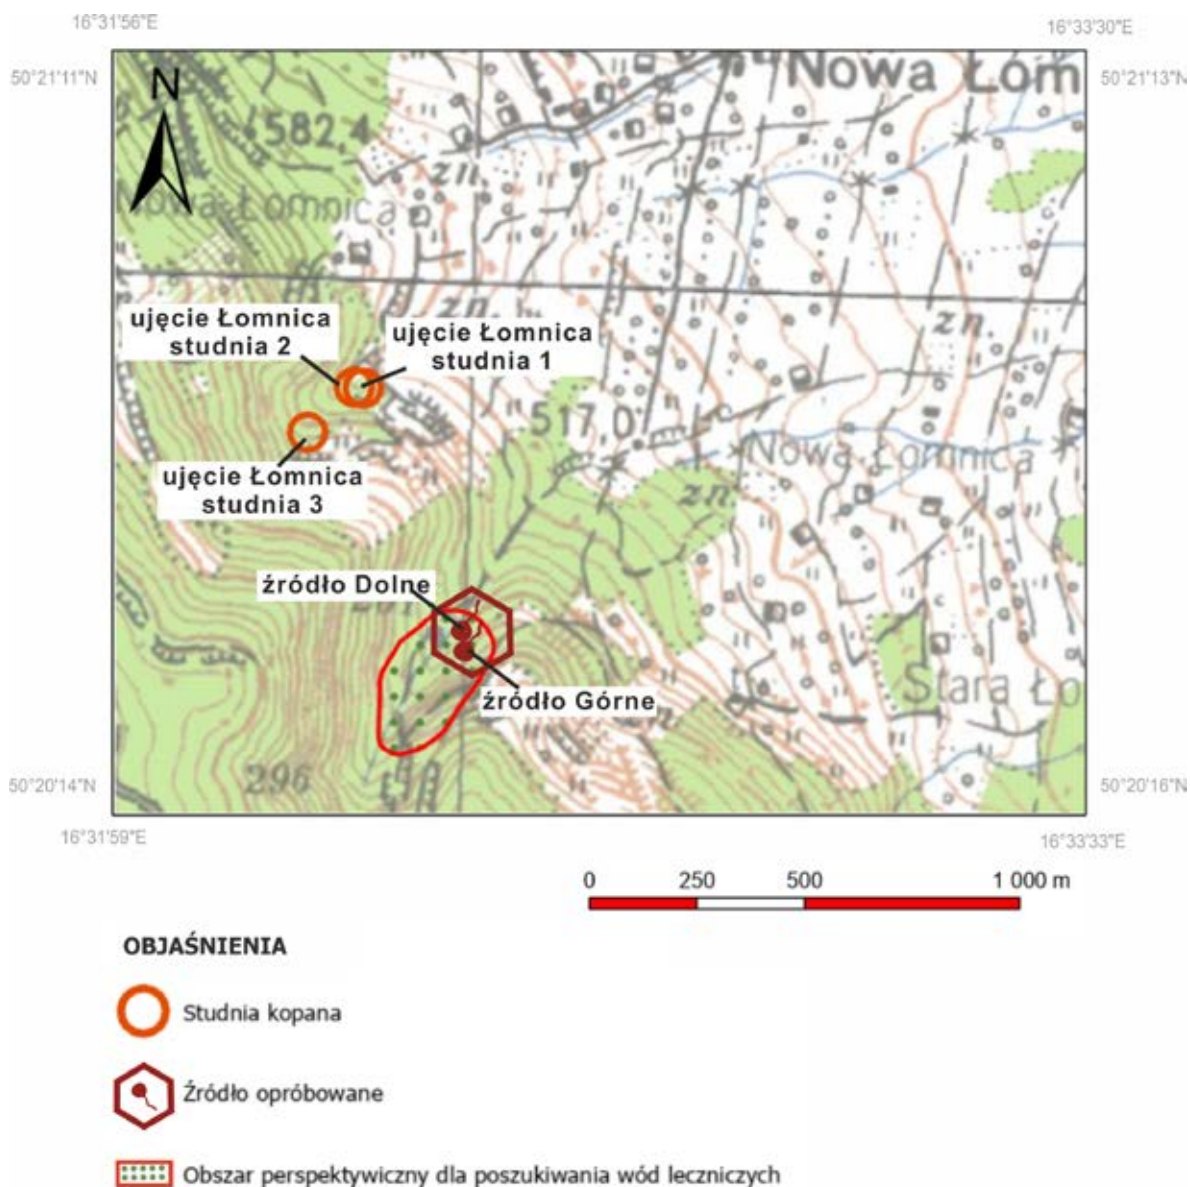 16°31'56"E
16°33'30"E
50°21'11"N
50°21'13"N
N
Nowa Łom
582,4
zn.
Nowa Łomnica
zn.
zn.
ujęcie Łomnica
studnia 2
ujęcie Łomnica
studnia 1
517,0
Nowa Łomnica
ujęcie Łomnica
studnia 3
zn.
źródło Dolne
źródło Górne
Stara Ło
296
50°20'14"N
50°20'16"N
16°31'59"E
16°33'33"E
0 250 500 1 000 m
OBJAŚNIENIA
Studnia kopana
Źródło opróbowane
Obszar perspektywiczny dla poszukiwania wód leczniczych